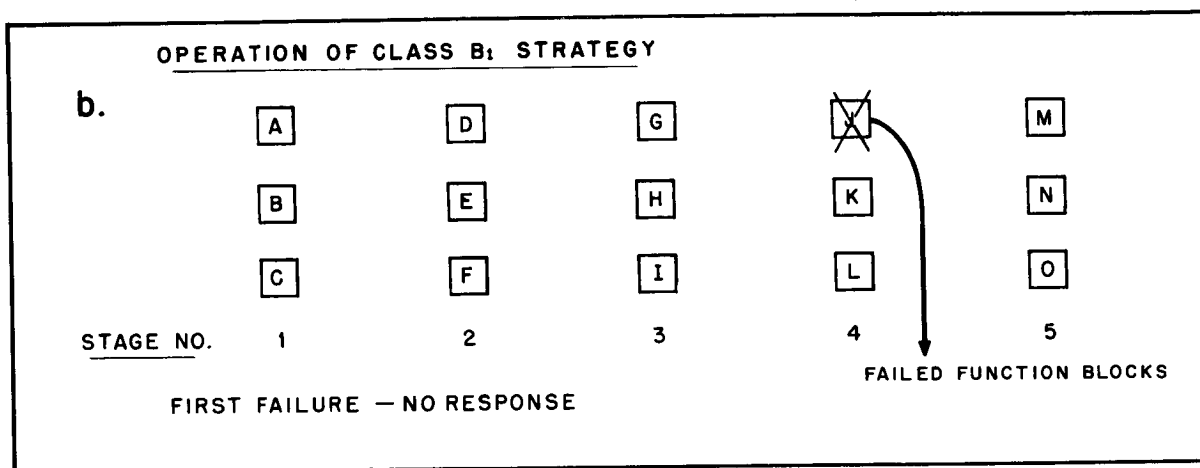 OPERATION OF CLASS B1 STRATEGY
b.
A D G J M
B E H K N
C F I L O
STAGE NO. 1 2 3 4 5
FAILED FUNCTION BLOCKS
FIRST FAILURE — NO RESPONSE